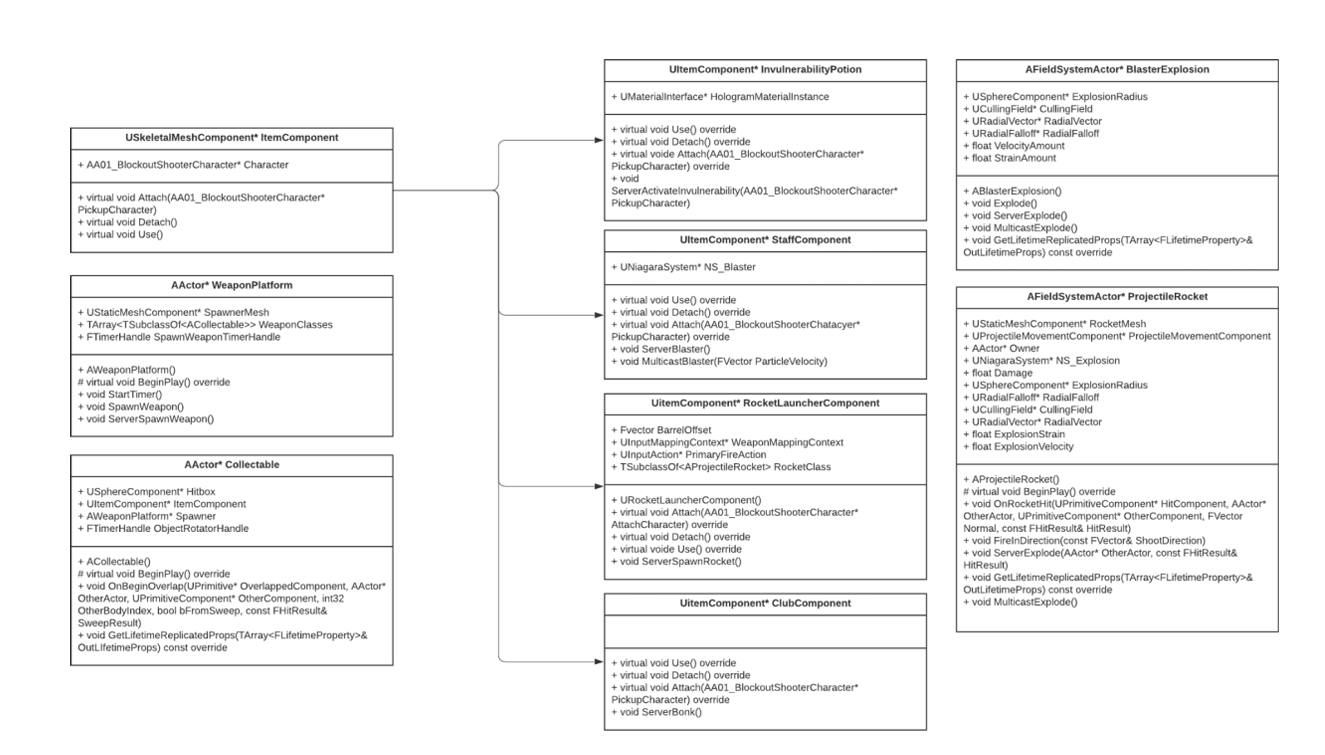 USkeletalMeshComponent* ItemComponent
+ AA01_BlockoutShooterCharacter* Character
+ virtual void Attach(AA01_BlockoutShooterCharacter*
PickupCharacter)
+ virtual void Detach()
+ virtual void Use()
AActor* WeaponPlatform
+ UStaticMeshComponent* SpawnerMesh
+ TArray<TSubclassOf<ACollectable>> WeaponClasses
+ FTimerHandle SpawnWeaponTimerHandle
+ AWeaponPlatform()
# virtual void BeginPlay() override
+ void StartTimer()
+ void SpawnWeapon()
+ void ServerSpawnWeapon()
AActor* Collectable
+ USphereComponent* Hitbox
+ UItemComponent* ItemComponent
+ AWeaponPlatform* Spawner
+ FTimerHandle ObjectRotatorHandle
+ ACollectable()
# virtual void BeginPlay() override
+ void OnBeginOverlap(UPrimitive* OverlappedComponent, AActor*
OtherActor, UPrimitiveComponent* OtherComponent, int32
OtherBodyIndex, bool bFromSweep, const FHitResult&
SweepResult)
+ void GetLifetimeReplicatedProps(TArray<FLifetimeProperty>&
OutLIfetimeProps) const override
UItemComponent* InvulnerabilityPotion
+ UMaterialInterface* HologramMaterialInstance
+ virtual void Use() override
+ virtual void Detach() override
+ virtual voide Attach(AA01_BlockoutShooterCharacter*
PickupCharacter) override
+ void
ServerActivateInvulnerability(AA01_BlockoutShooterCharacter*
PickupCharacter)
UItemComponent* StaffComponent
+ UNiagaraSystem* NS_Blaster
+ virtual void Use() override
+ virtual void Detach() override
+ virtual void Attach(AA01_BlockoutShooterChatacyer*
PickupCharacter) override
+ void ServerBlaster()
+ void MulticastBlaster(FVector ParticleVelocity)
UitemComponent* RocketLauncherComponent
+ Fvector BarrelOffset
+ UInputMappingContext* WeaponMappingContext
+ UInputAction* PrimaryFireAction
+ TSubclassOf<AProjectileRocket> RocketClass
+ URocketLauncherComponent()
+ virtual void Attach(AA01_BlockoutShooterCharacter*
AttachCharacter) override
+ virtual void Detach() override
+ virtual voide Use() override
+ void ServerSpawnRocket()
UitemComponent* ClubComponent
+ virtual void Use() override
+ virtual void Detach() override
+ virtual void Attach(AA01_BlockoutShooterCharacter*
PickupCharacter) override
+ void ServerBonk()
AFieldSystemActor* BlasterExplosion
+ USphereComponent* ExplosionRadius
+ UCullingField* CullingField
+ URadialVector* RadialVector
+ URadialFalloff* RadialFalloff
+ float VelocityAmount
+ float StrainAmount
+ ABlasterExplosion()
+ void Explode()
+ void ServerExplode()
+ void MulticastExplode()
+ void GetLifetimeReplicatedProps(TArray<FLifetimeProperty>&
OutLifetimeProps) const override
AFieldSystemActor* ProjectileRocket
+ UStaticMeshComponent* RocketMesh
+ UProjectileMovementComponent* ProjectileMovementComponent
+ AActor* Owner
+ UNiagaraSystem* NS_Explosion
+ float Damage
+ USphereComponent* ExplosionRadius
+ URadialFalloff* RadialFalloff
+ UCullingField* CullingField
+ URadialVector* RadialVector
+ float ExplosionStrain
+ float ExplosionVelocity
+ AProjectileRocket()
# virtual void BeginPlay() override
+ void OnRocketHit(UPrimitiveComponent* HitComponent, AActor*
OtherActor, UPrimitiveComponent* OtherComponent, FVector
Normal, const FHitResult& HitResult)
+ void FireInDirection(const FVector& ShootDirection)
+ void ServerExplode(AActor* OtherActor, const FHitResult&
HitResult)
+ void GetLifetimeReplicatedProps(TArray<FLifetimeProperty>&
OutLifetimeProps) const override
+ void MulticastExplode()